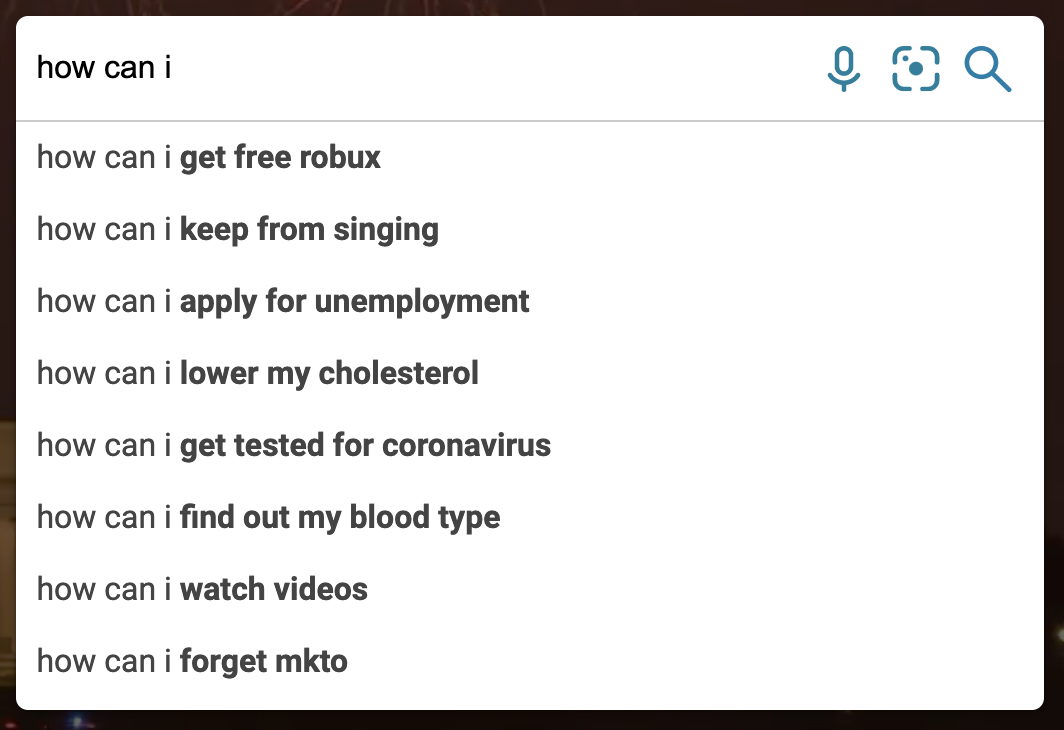 how can i
how can i get free robux
how can i keep from singing
how can i apply for unemployment
how can i lower my cholesterol
how can i get tested for coronavirus
how can i find out my blood type
how can i watch videos
how can i forget mkto